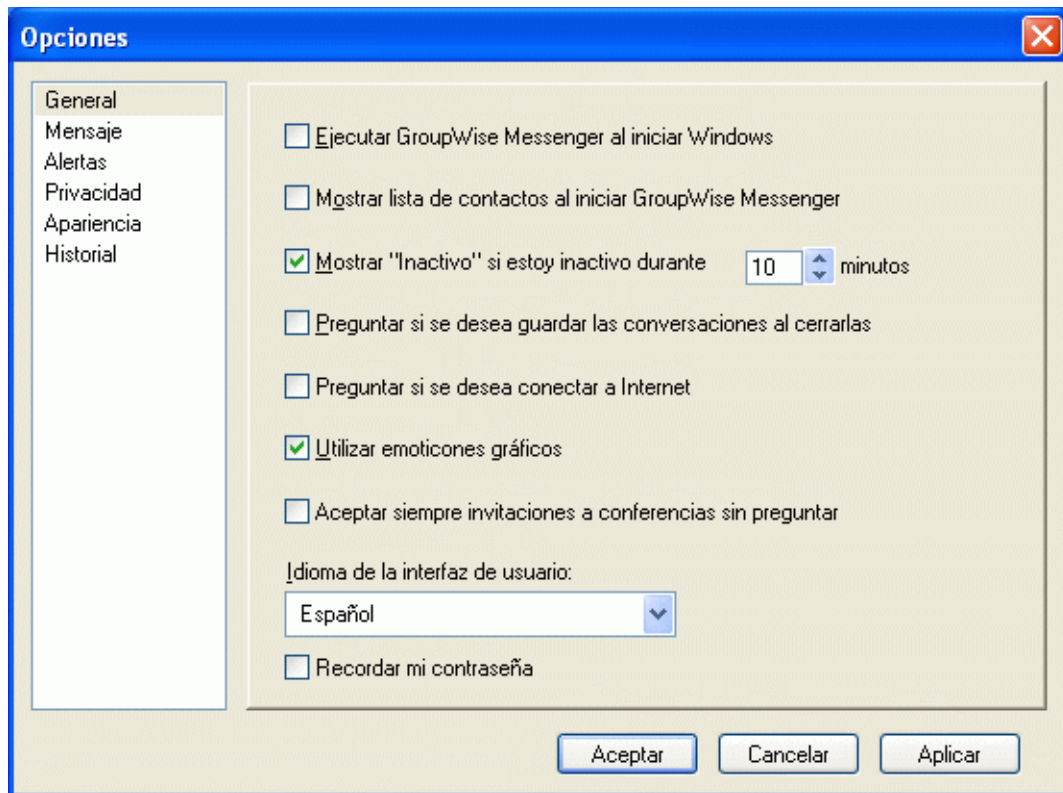 Opciones
General
Mensaje
Alertas
Privacidad
Apariencia
Historial
Ejecutar GroupWise Messenger al iniciar Windows
Mostrar lista de contactos al iniciar GroupWise Messenger
Mostrar "Inactivo" si estoy inactivo durante 10 minutos
Preguntar si se desea guardar las conversaciones al cerrarlas
Preguntar si se desea conectar a Internet
Utilizar emoticones gráficos
Aceptar siempre invitaciones a conferencias sin preguntar
Idioma de la interfaz de usuario:
Español
Recordar mi contraseña
Aceptar Cancelar Aplicar